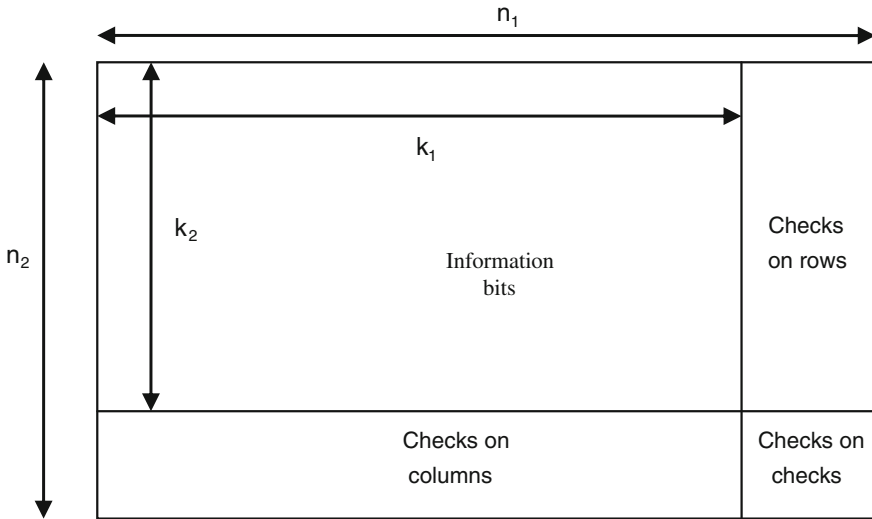 n₁
k₁
k₂
n₂
Information
bits
Checks
on rows
Checks on
columns
Checks on
checks